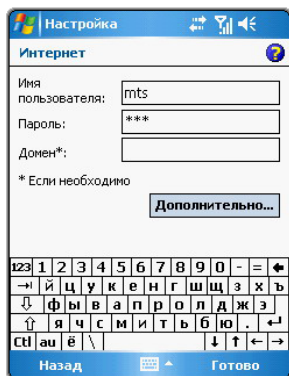 Настройка
Интернет
Имя
пользователя: mts
Пароль: ***
Домен*:
* Если необходимо
Дополнительно...
123 1 2 3 4 5 6 7 8 9 0 - =
й ц у к е н г ш щ з х ъ
ф ы в а п р о л д ж э
я ч с м и т ь б ю .
Ctl au ё \
Назад Готово